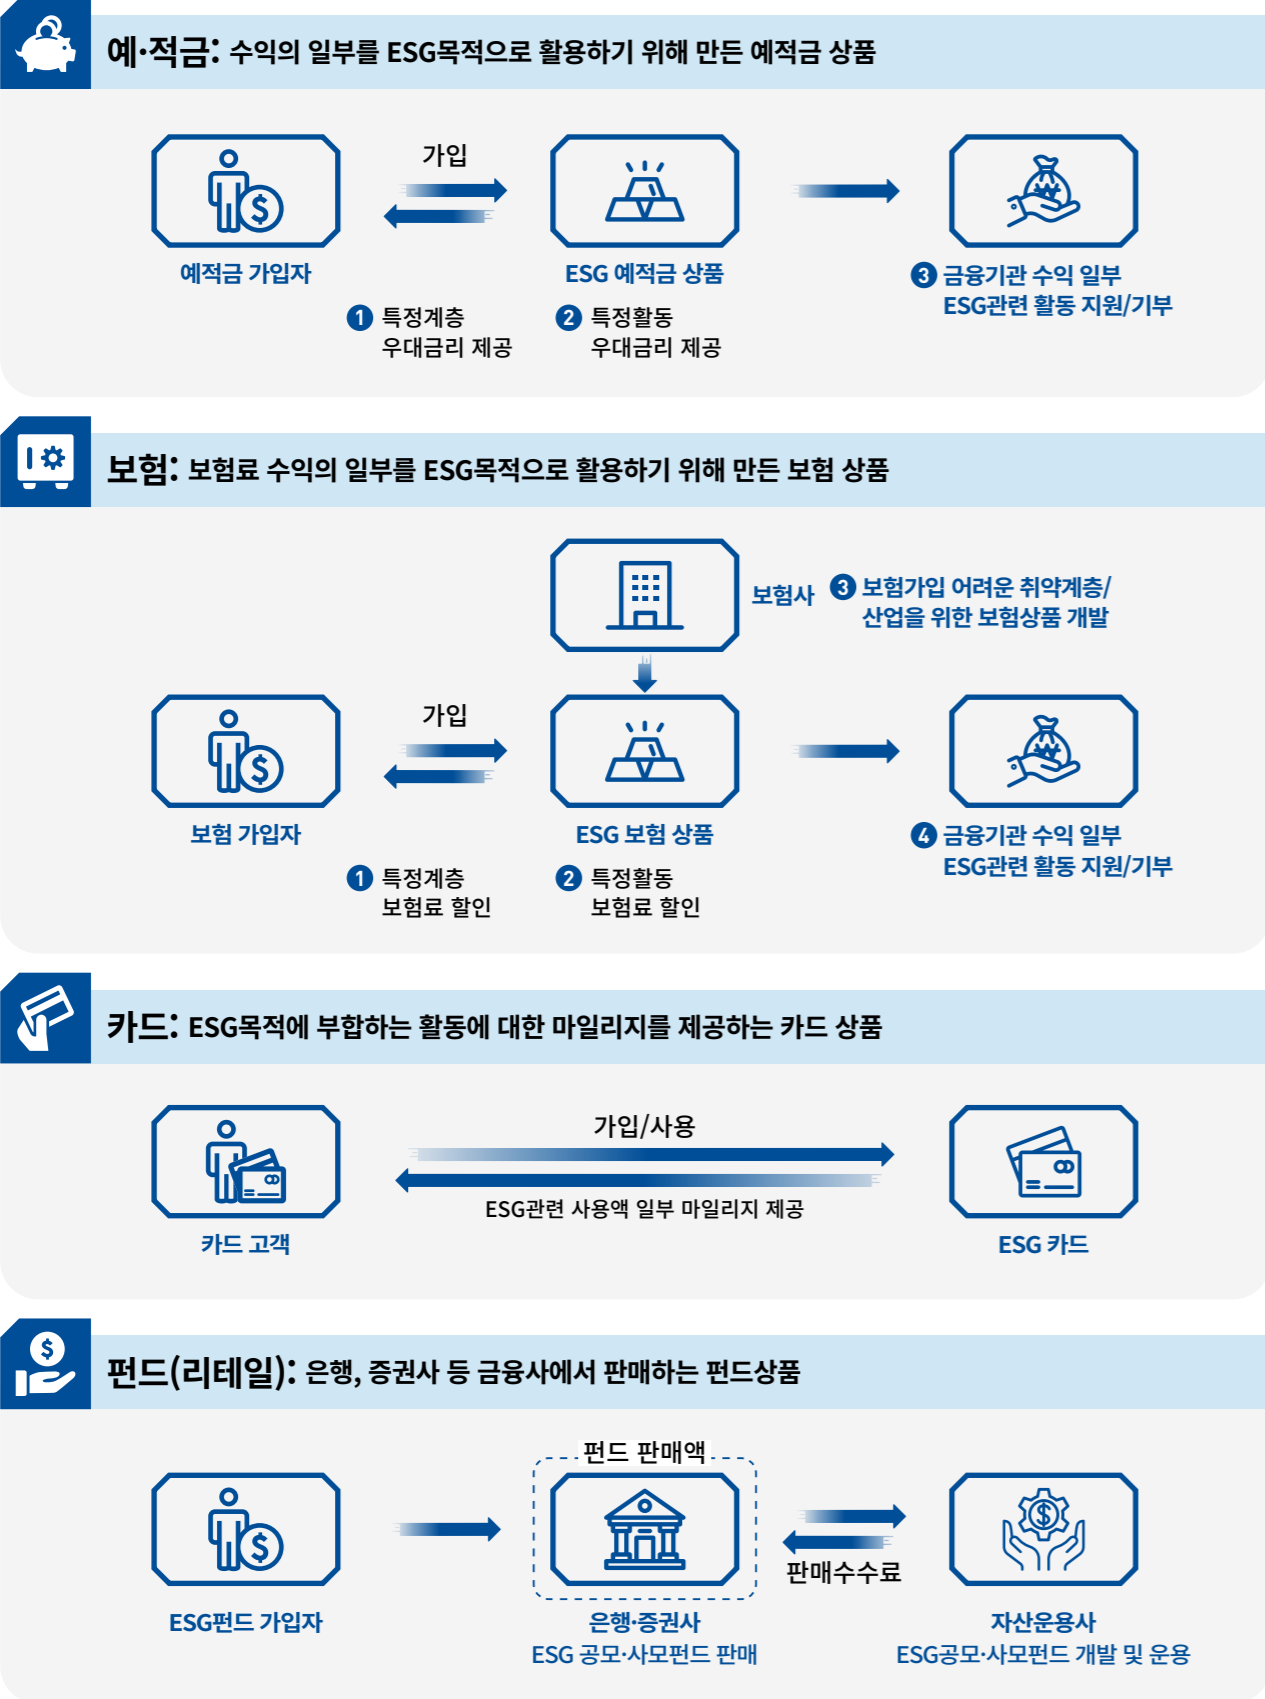 예·적금: 수익의 일부를 ESG목적으로 활용하기 위해 만든 예적금 상품
가입
예적금 가입자
ESG 예적금 상품
3 금융기관 수익 일부
ESG관련 활동 지원/기부
1 특정계층
우대금리 제공
2 특정활동
우대금리 제공
보험: 보험료 수익의 일부를 ESG목적으로 활용하기 위해 만든 보험 상품
보험사
3 보험가입 어려운 취약계층/
산업을 위한 보험상품 개발
가입
보험 가입자
ESG 보험 상품
4 금융기관 수익 일부
ESG관련 활동 지원/기부
1 특정계층
보험료 할인
2 특정활동
보험료 할인
카드: ESG목적에 부합하는 활동에 대한 마일리지를 제공하는 카드 상품
가입/사용
ESG관련 사용액 일부 마일리지 제공
카드 고객
ESG 카드
펀드(리테일): 은행, 증권사 등 금융사에서 판매하는 펀드상품
펀드 판매액
판매수수료
ESG펀드 가입자
은행·증권사
ESG 공모·사모펀드 판매
자산운용사
ESG공모·사모펀드 개발 및 운용